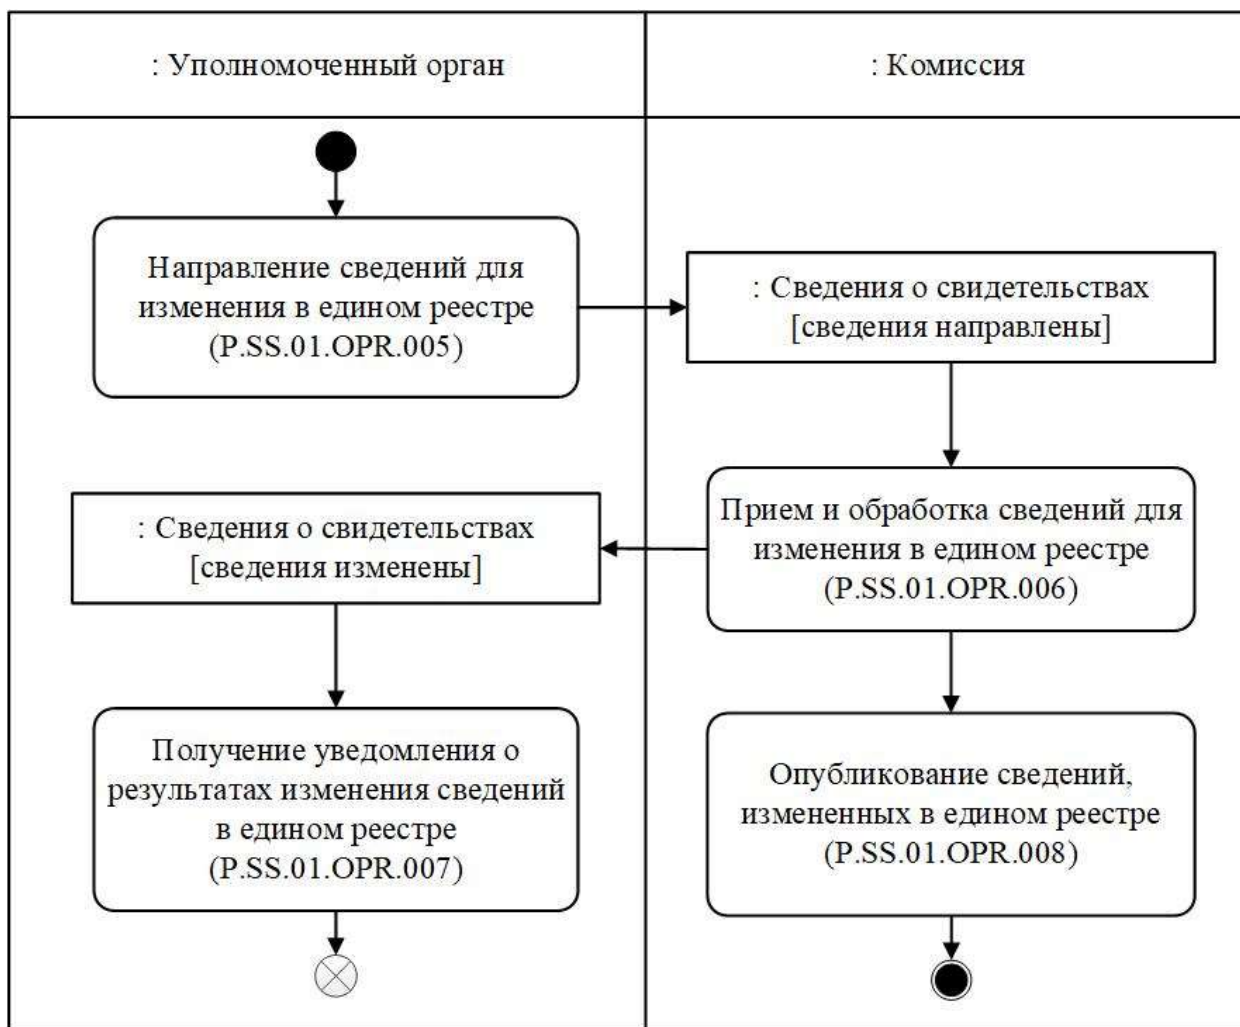 : Уполномоченный орган
: Комиссия
Направление сведений для
изменения в едином реестре
(P.SS.01.OPR.005)
: Сведения о свидетельствах
[сведения направлены]
Прием и обработка сведений для
изменения в едином реестре
(P.SS.01.OPR.006)
: Сведения о свидетельствах
[сведения изменены]
Получение уведомления о
результатах изменения сведений
в едином реестре
(P.SS.01.OPR.007)
Опубликование сведений,
измененных в едином реестре
(P.SS.01.OPR.008)